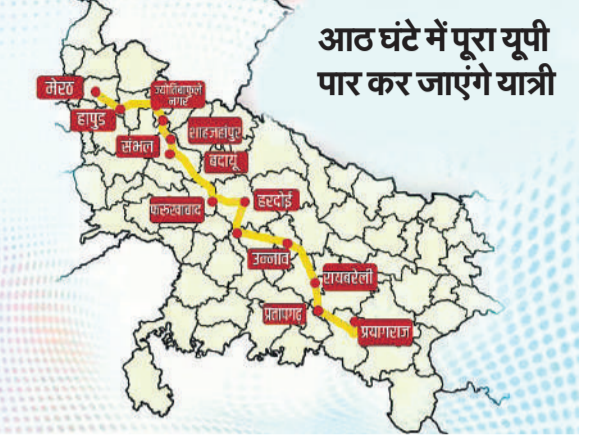 आठ घंटे में पूरा यूपी
पार कर जाएंगे यात्री
मेरठ
ज्योतिबाफुले
नगर
हापुड
शाहजहांपुर
संभल
बदायू
फरूखाबाद
हरदोई
उन्नाव
रायबरेली
प्रतापगढ़
प्रयागराज